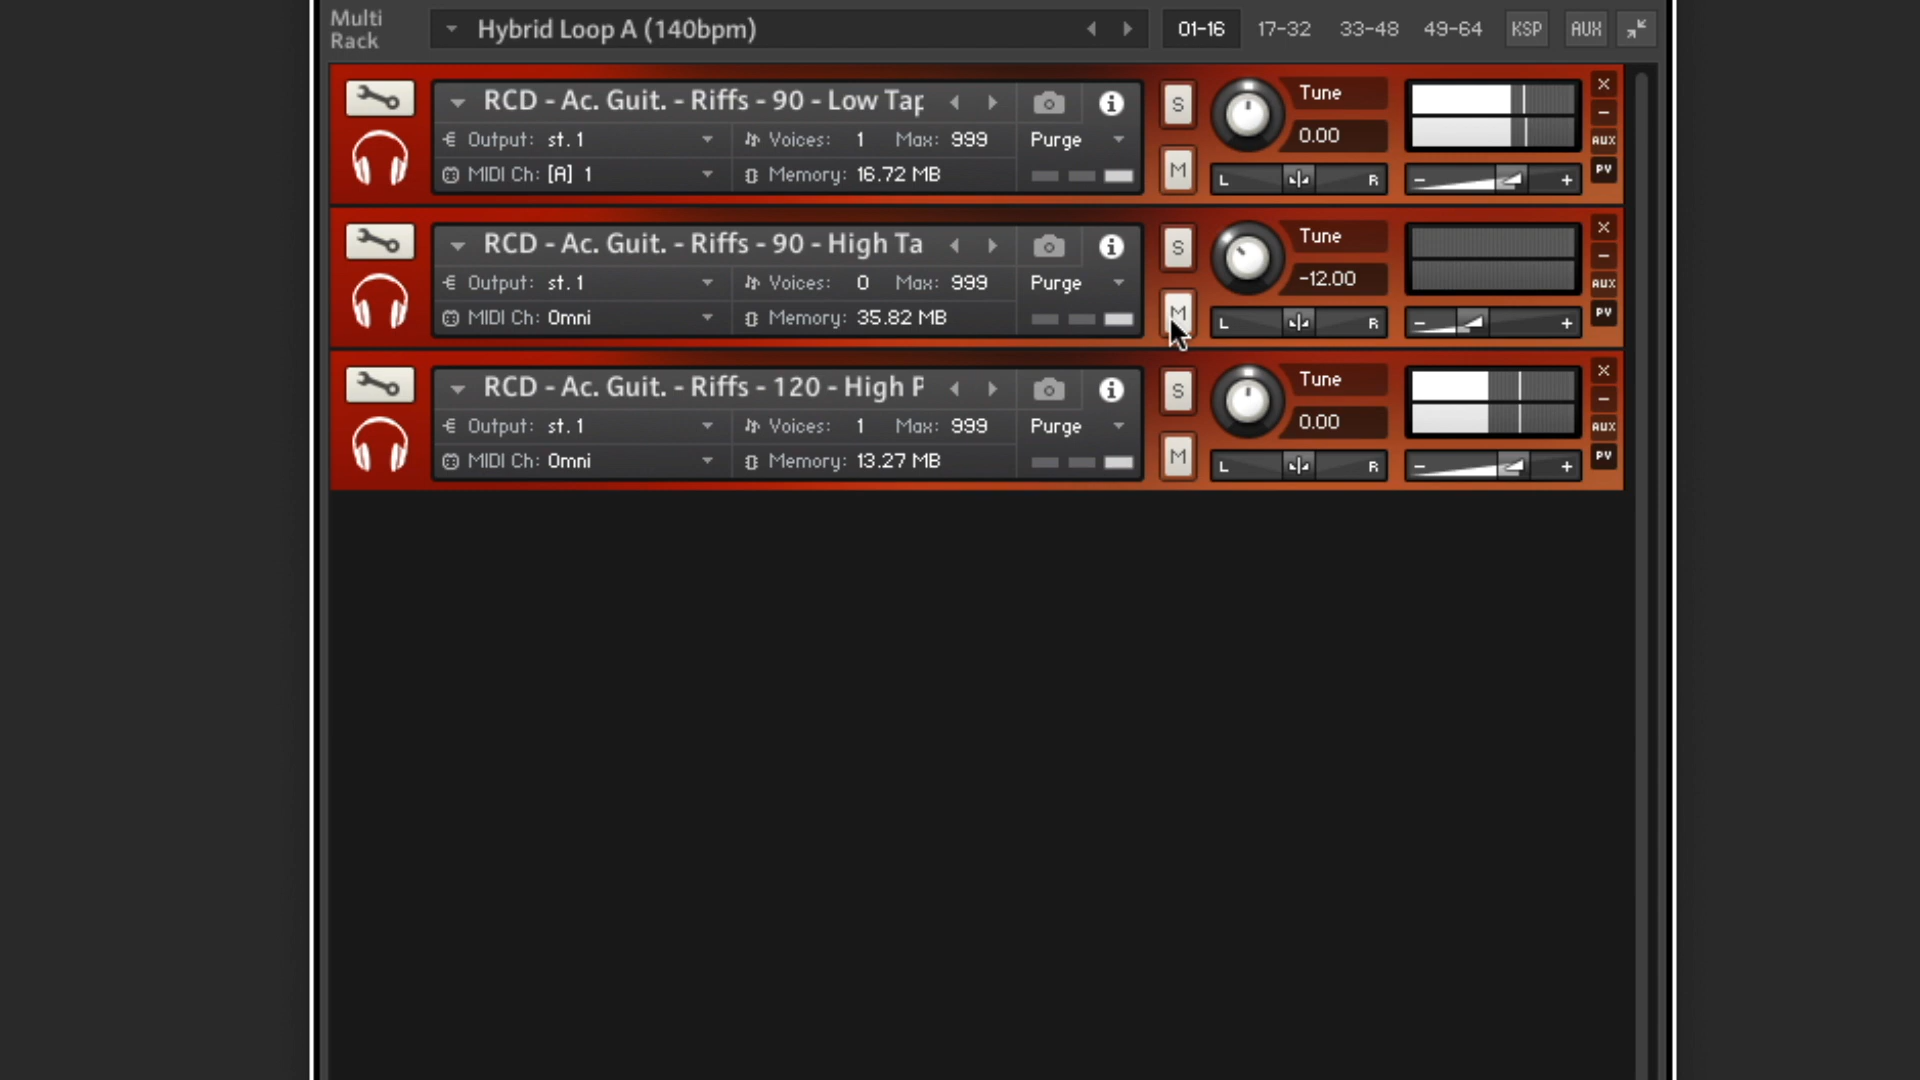 Multi Rack
Hybrid Loop A (140bpm)
01-16 17-32 33-48 49-64 KSP AUX
RCD - Ac. Guit. - Riffs - 90 - Low Tap
Output: st. 1 Voices: 1 Max: 999 Purge
MIDI Ch: [A] 1 Memory: 16.72 MB
S M
Tune
0.00
L R - +
× - AUX PV
RCD - Ac. Guit. - Riffs - 90 - High Ta
Output: st. 1 Voices: 0 Max: 999 Purge
MIDI Ch: Omni Memory: 35.82 MB
S M
Tune
-12.00
L R - +
× - AUX PV
RCD - Ac. Guit. - Riffs - 120 - High P
Output: st. 1 Voices: 1 Max: 999 Purge
MIDI Ch: Omni Memory: 13.27 MB
S M
Tune
0.00
L R - +
× - AUX PV